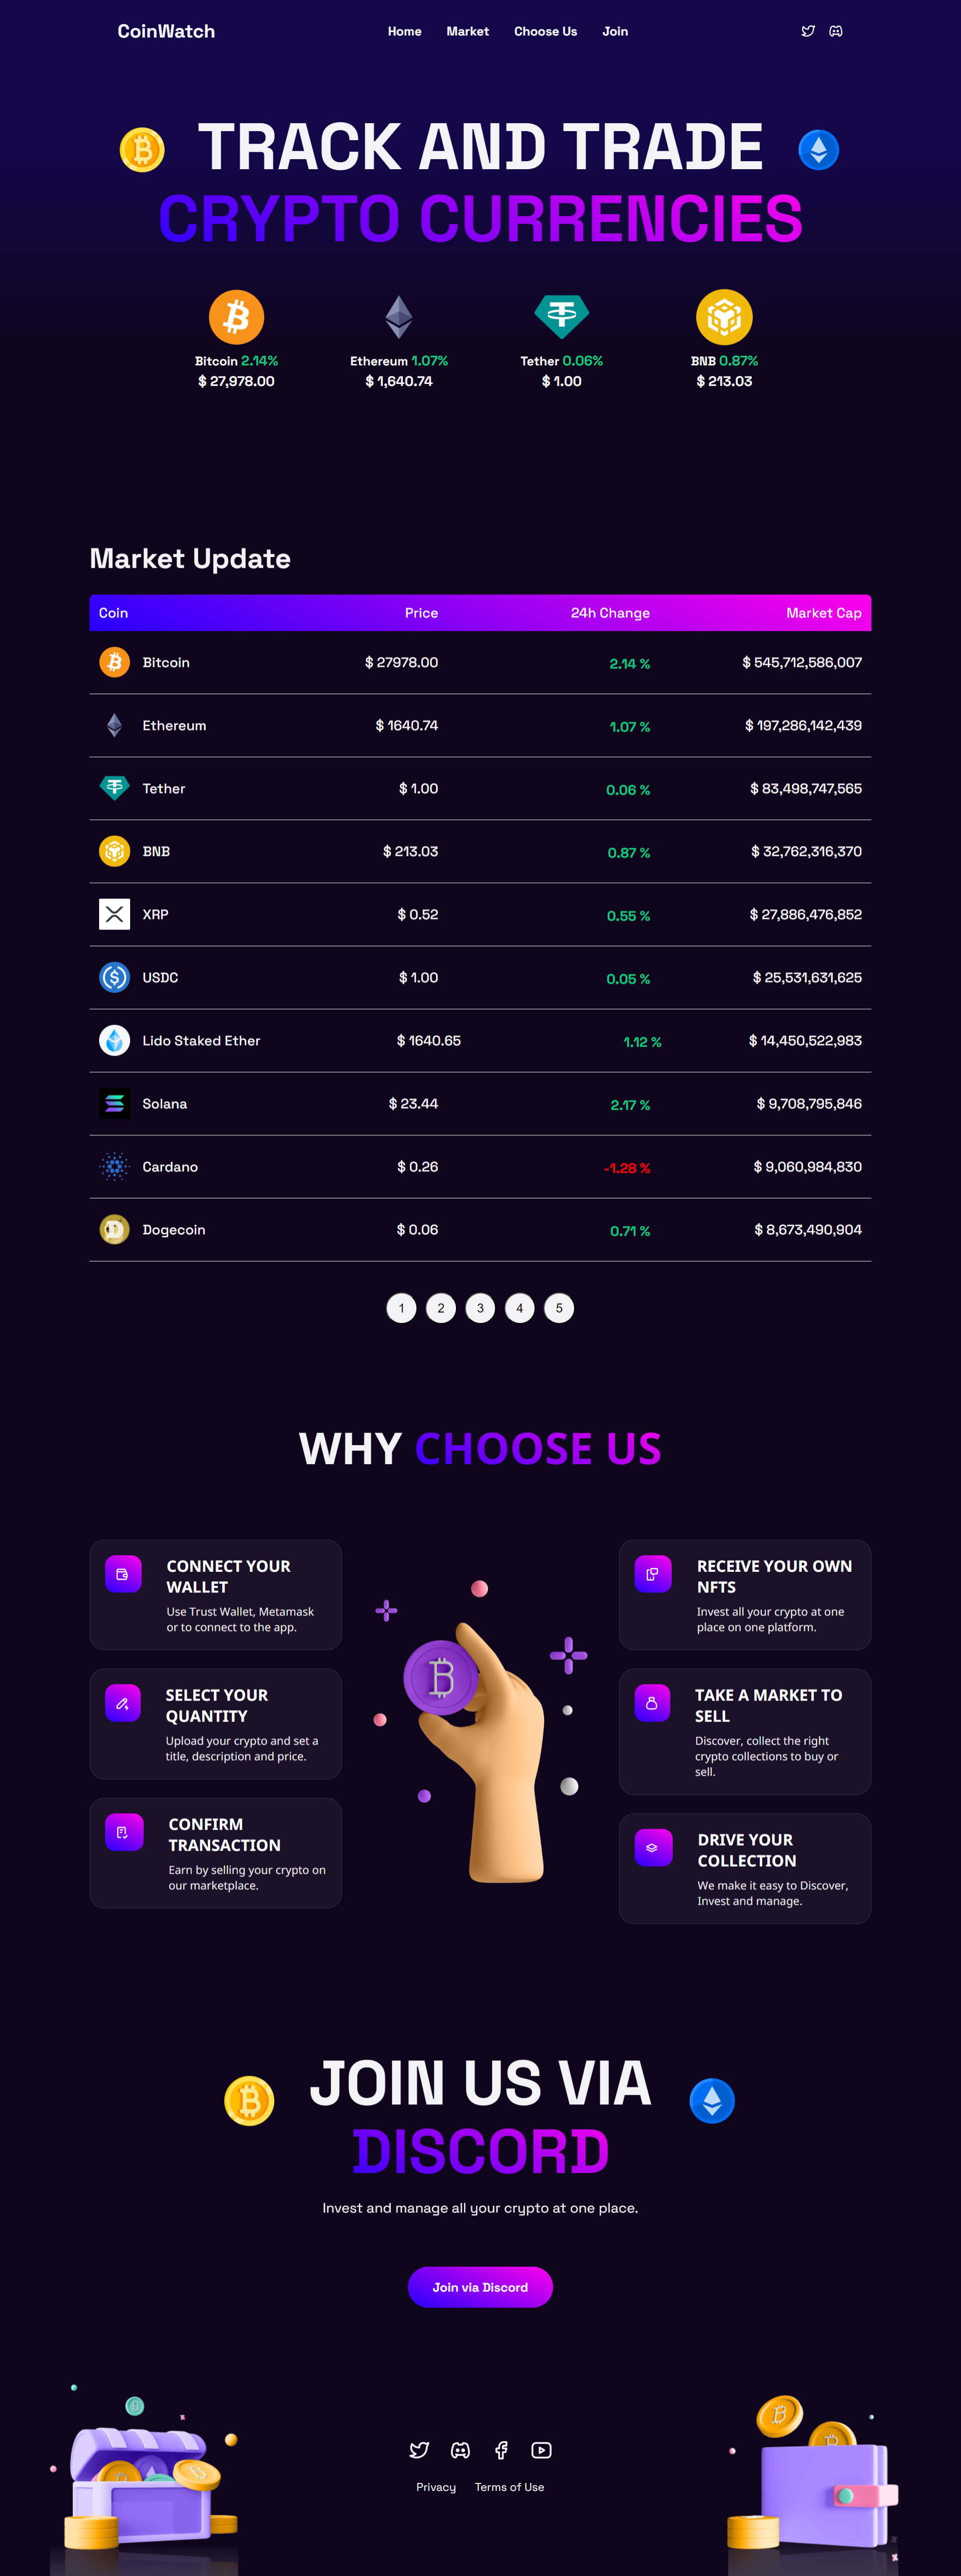 CoinWatch
Home Market Choose Us Join
TRACK AND TRADE
CRYPTO CURRENCIES
Bitcoin 2.14% Ethereum 1.07% Tether 0.06% BNB 0.87%
$ 27,978.00 $ 1,640.74 $ 1.00 $ 213.03
Market Update
Coin Price 24h Change Market Cap
Bitcoin $ 27978.00 2.14 % $ 545,712,586,007
Ethereum $ 1640.74 1.07 % $ 197,286,142,439
Tether $ 1.00 0.06 % $ 83,498,747,565
BNB $ 213.03 0.87 % $ 32,762,316,370
XRP $ 0.52 0.55 % $ 27,886,476,852
USDC $ 1.00 0.05 % $ 25,531,631,625
Lido Staked Ether $ 1640.65 1.12 % $ 14,450,522,983
Solana $ 23.44 2.17 % $ 9,708,795,846
Cardano $ 0.26 -1.28 % $ 9,060,984,830
Dogecoin $ 0.06 0.71 % $ 8,673,490,904
1 2 3 4 5
WHY CHOOSE US
CONNECT YOUR
WALLET
Use Trust Wallet, Metamask
or to connect to the app.
SELECT YOUR
QUANTITY
Upload your crypto and set a
title, description and price.
CONFIRM
TRANSACTION
Earn by selling your crypto on
our marketplace.
RECEIVE YOUR OWN
NFTS
Invest all your crypto at one
place on one platform.
TAKE A MARKET TO
SELL
Discover, collect the right
crypto collections to buy or
sell.
DRIVE YOUR
COLLECTION
We make it easy to Discover,
Invest and manage.
JOIN US VIA
DISCORD
Invest and manage all your crypto at one place.
Join via Discord
Privacy Terms of Use